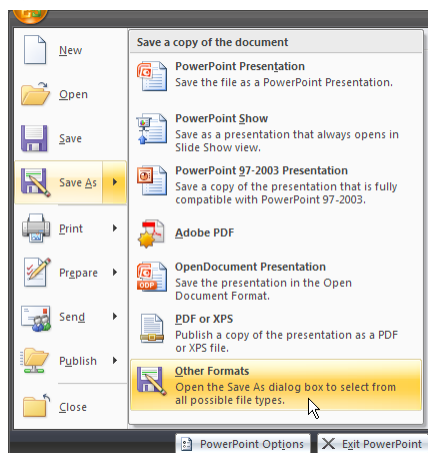 New
Open
Save
Save As
Print
Prepare
Send
Publish
Close
Save a copy of the document
PowerPoint Presentation
Save the file as a PowerPoint Presentation.
PowerPoint Show
Save as a presentation that always opens in
Slide Show view.
PowerPoint 97-2003 Presentation
Save a copy of the presentation that is fully
compatible with PowerPoint 97-2003.
Adobe PDF
OpenDocument Presentation
Save the presentation in the Open
Document Format.
ODP
PDF or XPS
Publish a copy of the presentation as a PDF
or XPS file.
Other Formats
Open the Save As dialog box to select from
all possible file types.
PowerPoint Options
Exit PowerPoint